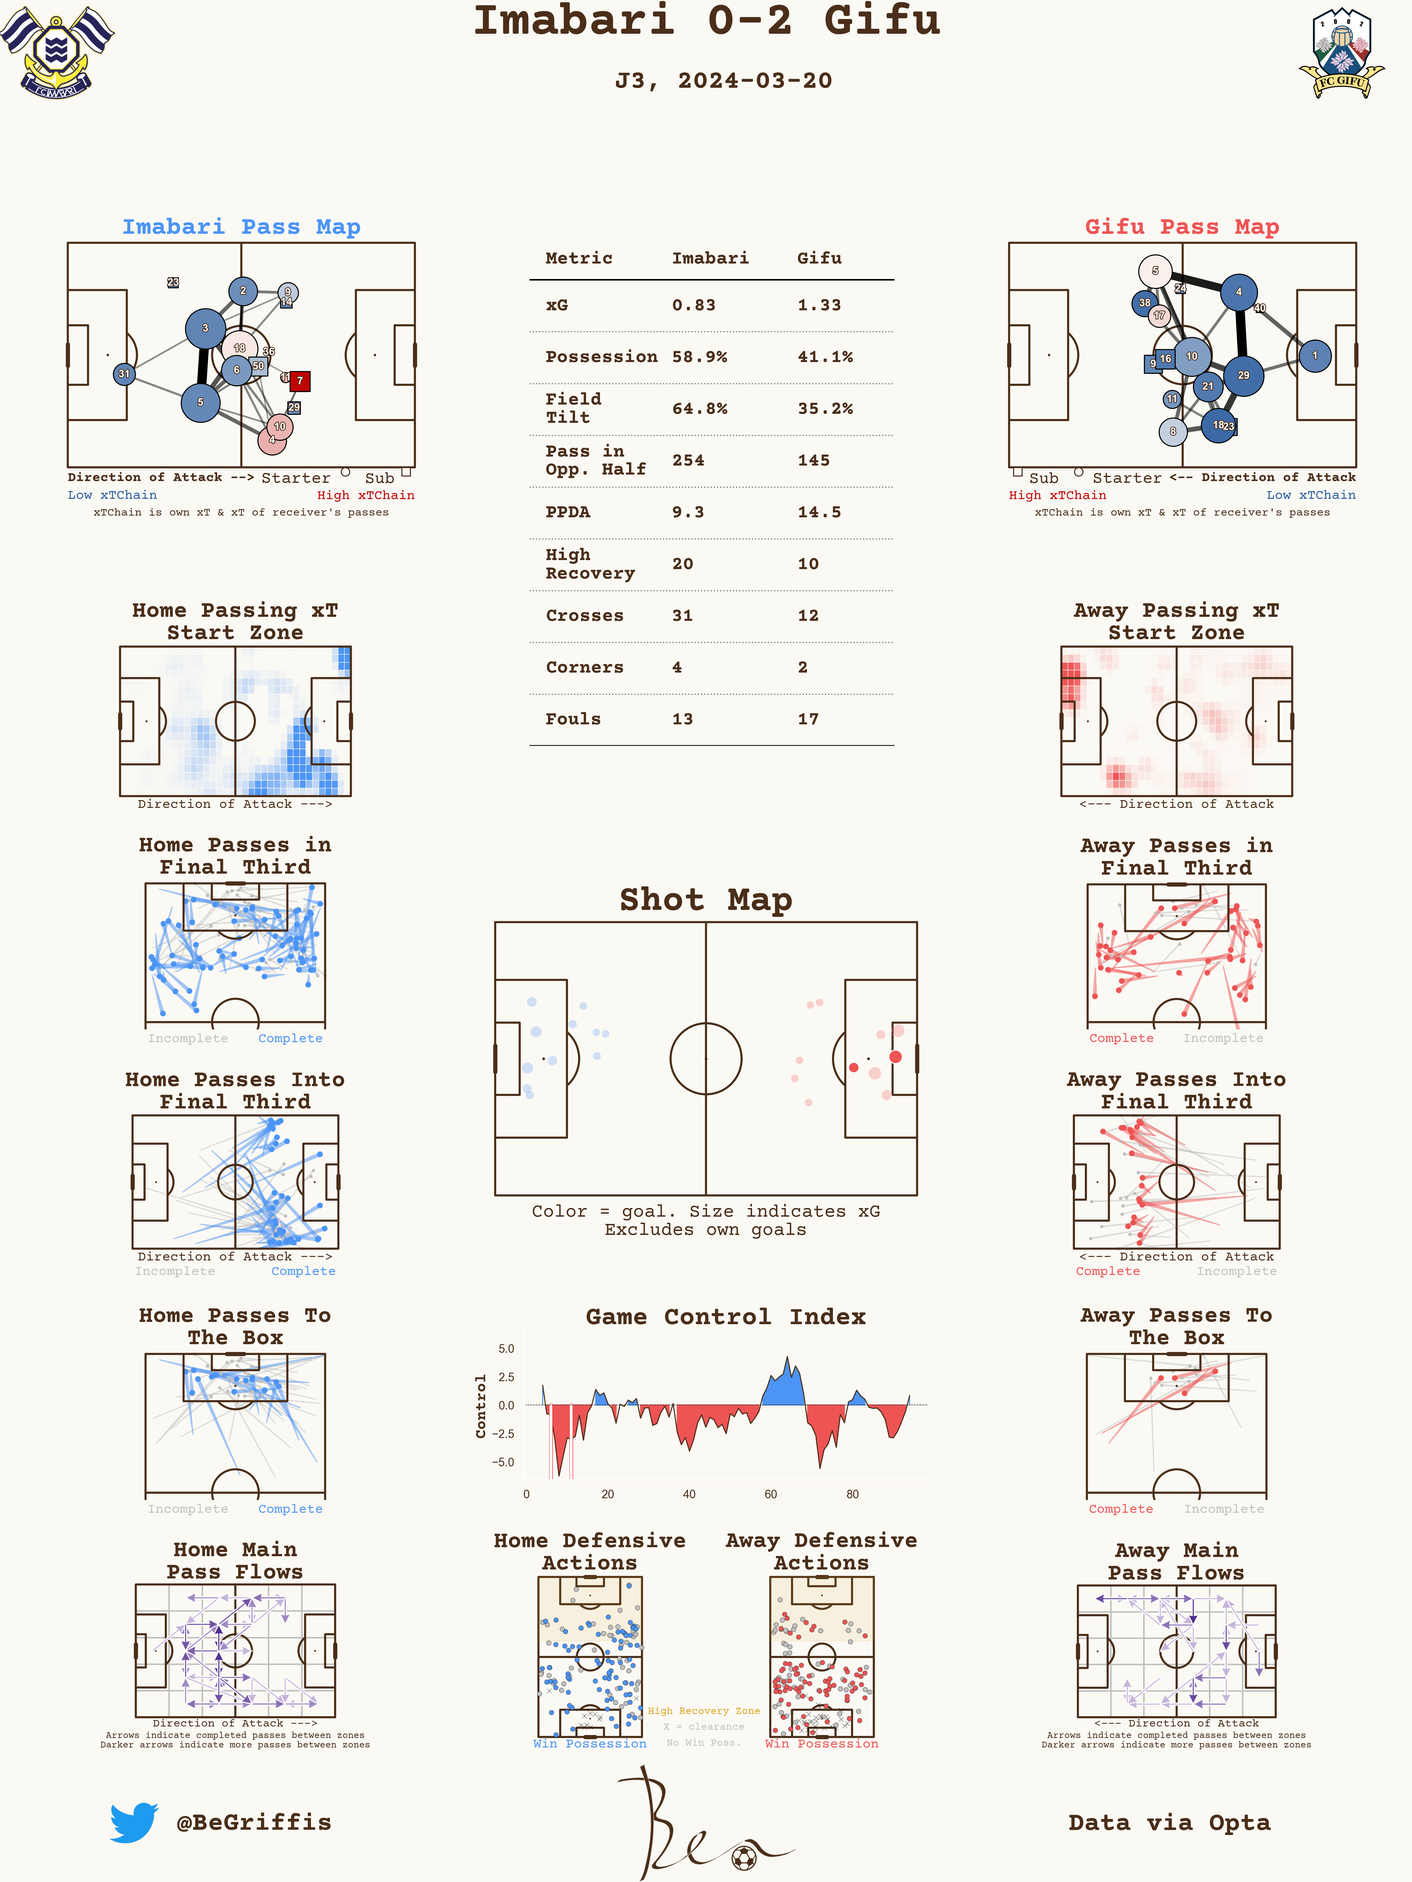 Imabari 0-2 Gifu
J3, 2024-03-20
FC IMABARI
2002
FC GIFU
Imabari Pass Map
23
2
9
14
3
18
36
6
50
31
11
7
5
29
10
4
Direction of Attack --> Starter Sub
Low xTChain High xTChain
xTChain is own xT & xT of receiver's passes
Metric Imabari Gifu
xG 0.83 1.33
Possession 58.9% 41.1%
Field
Tilt 64.8% 35.2%
Pass in
Opp. Half 254 145
PPDA 9.3 14.5
High
Recovery 20 10
Crosses 31 12
Corners 4 2
Fouls 13 17
Gifu Pass Map
5
24
4
38
40
17
10
1
9
16
29
21
11
18
23
8
Sub Starter <-- Direction of Attack
High xTChain Low xTChain
xTChain is own xT & xT of receiver's passes
Home Passing xT
Start Zone
Direction of Attack --->
Away Passing xT
Start Zone
<--- Direction of Attack
Home Passes in
Final Third
Incomplete Complete
Away Passes in
Final Third
Complete Incomplete
Shot Map
Color = goal. Size indicates xG
Excludes own goals
Home Passes Into
Final Third
Direction of Attack --->
Incomplete Complete
Away Passes Into
Final Third
<--- Direction of Attack
Complete Incomplete
Home Passes To
The Box
Incomplete Complete
Game Control Index
Control
5.0
2.5
0.0
−2.5
−5.0
0 20 40 60 80
Away Passes To
The Box
Complete Incomplete
Home Main
Pass Flows
Direction of Attack --->
Arrows indicate completed passes between zones
Darker arrows indicate more passes between zones
Home Defensive
Actions
Win Possession
Away Defensive
Actions
Win Possession
High Recovery Zone
X = clearance
No Win Poss.
Away Main
Pass Flows
<--- Direction of Attack
Arrows indicate completed passes between zones
Darker arrows indicate more passes between zones
@BeGriffis
Ben
Data via Opta